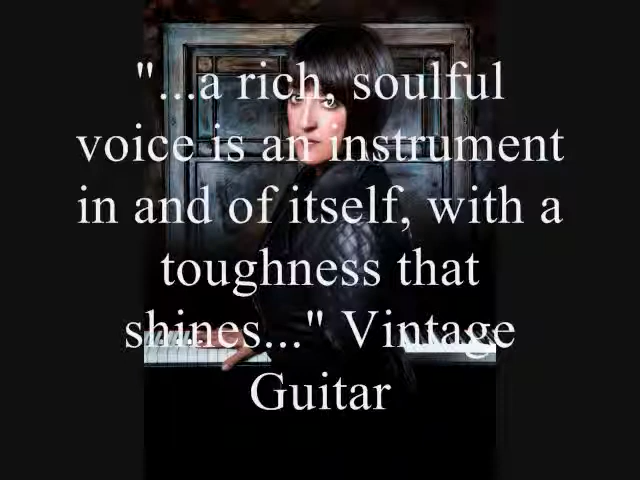 "...a rich, soulful
voice is an instrument
in and of itself, with a
toughness that
shines..." Vintage
Guitar